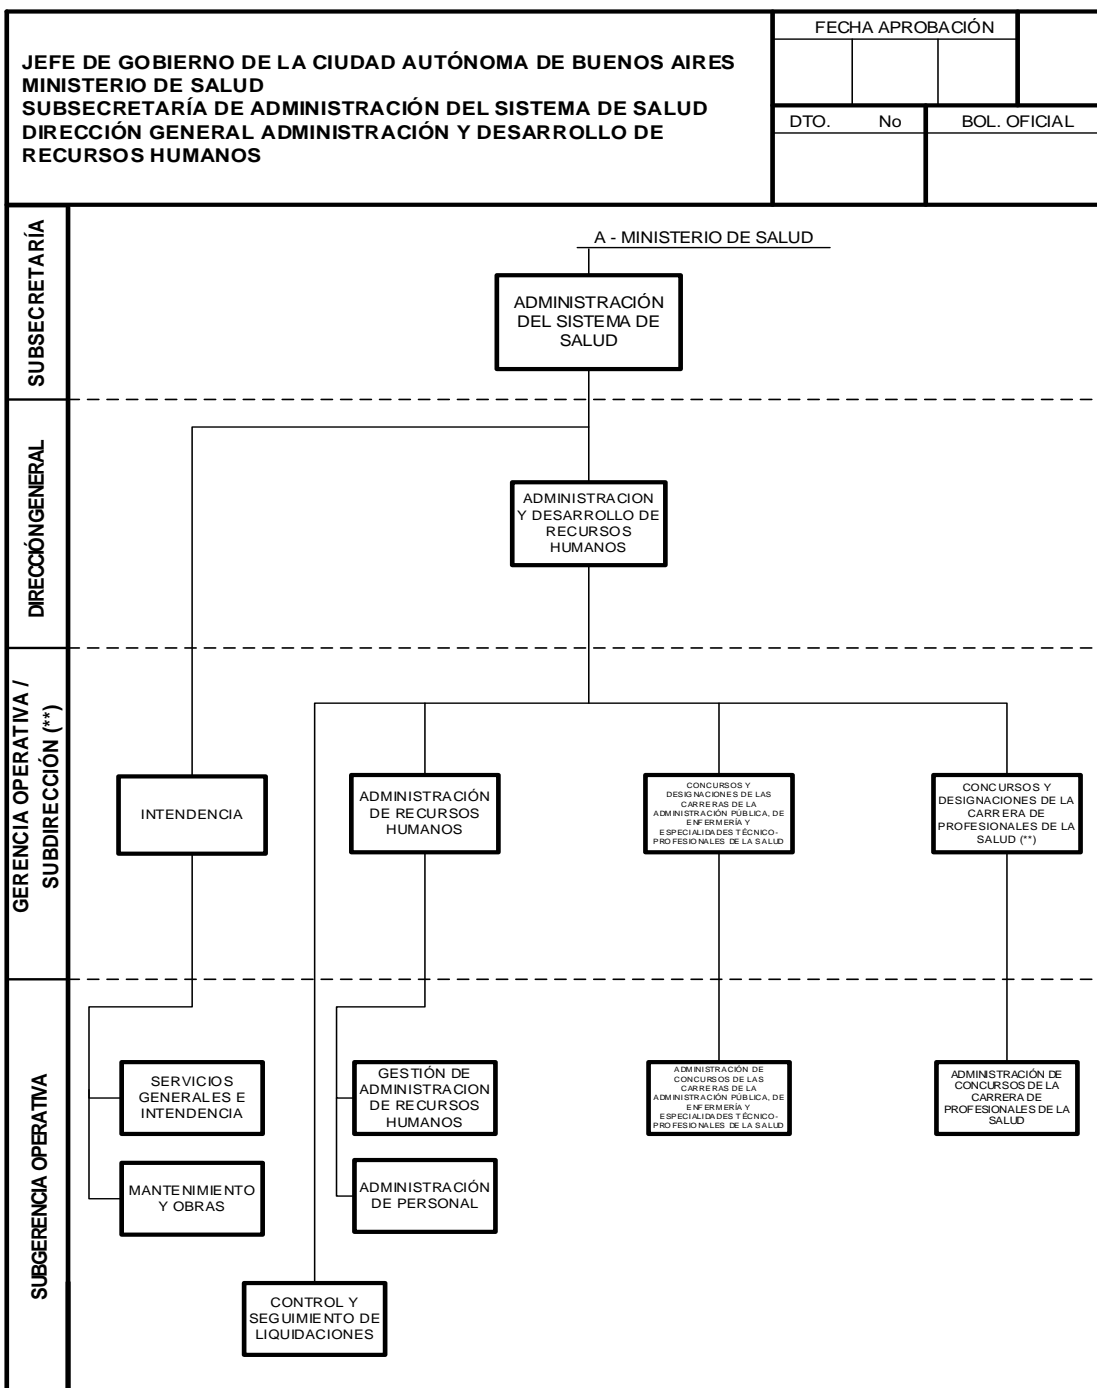 JEFE DE GOBIERNO DE LA CIUDAD AUTÓNOMA DE BUENOS AIRES
MINISTERIO DE SALUD
SUBSECRETARÍA DE ADMINISTRACIÓN DEL SISTEMA DE SALUD
DIRECCIÓN GENERAL ADMINISTRACIÓN Y DESARROLLO DE
RECURSOS HUMANOS
FECHA APROBACIÓN
DTO. No
BOL. OFICIAL
SUBSECRETARÍA
A - MINISTERIO DE SALUD
ADMINISTRACIÓN
DEL SISTEMA DE
SALUD
DIRECCIÓN GENERAL
ADMINISTRACION
Y DESARROLLO DE
RECURSOS
HUMANOS
GERENCIA OPERATIVA /
SUBDIRECCIÓN (**)
INTENDENCIA
ADMINISTRACIÓN
DE RECURSOS
HUMANOS
CONCURSOS Y
DESIGNACIONES DE LAS
CARRERAS DE LA
ADMINISTRACIÓN PÚBLICA, DE
ENFERMERÍA Y
ESPECIALIDADES TÉCNICO-
PROFESIONALES DE LA SALUD
CONCURSOS Y
DESIGNACIONES DE LA
CARRERA DE
PROFESIONALES DE LA
SALUD (**)
SUBGERENCIA OPERATIVA
SERVICIOS
GENERALES E
INTENDENCIA
GESTIÓN DE
ADMINISTRACION
DE RECURSOS
HUMANOS
ADMINISTRACIÓN DE
CONCURSOS DE LAS
CARRERAS DE LA
ADMINISTRACIÓN PÚBLICA, DE
ENFERMERÍA Y
ESPECIALIDADES TÉCNICO-
PROFESIONALES DE LA SALUD
ADMINISTRACIÓN DE
CONCURSOS DE LA
CARRERA DE
PROFESIONALES DE LA
SALUD
MANTENIMIENTO
Y OBRAS
ADMINISTRACIÓN
DE PERSONAL
CONTROL Y
SEGUIMIENTO DE
LIQUIDACIONES